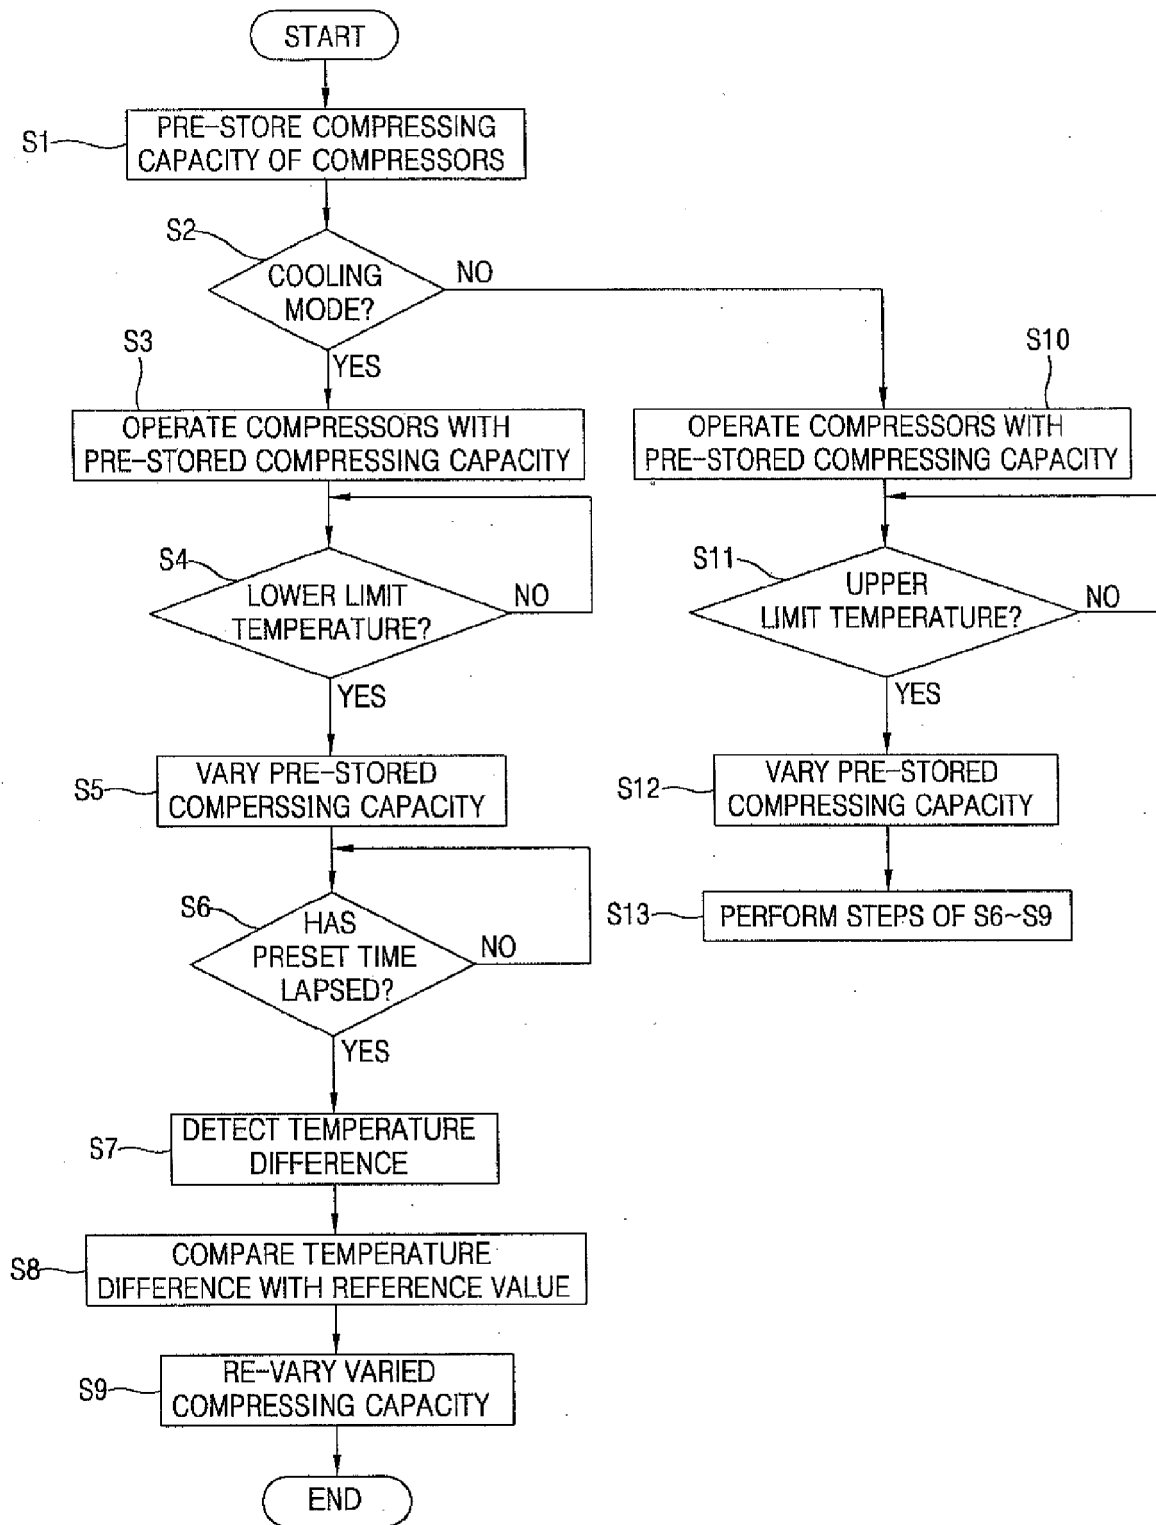 START
S1
PRE-STORE COMPRESSING
CAPACITY OF COMPRESSORS
S2
COOLING
MODE?
NO
YES
S3
OPERATE COMPRESSORS WITH
PRE-STORED COMPRESSING CAPACITY
S10
OPERATE COMPRESSORS WITH
PRE-STORED COMPRESSING CAPACITY
S4
LOWER LIMIT
TEMPERATURE?
NO
YES
S11
UPPER
LIMIT TEMPERATURE?
NO
YES
S5
VARY PRE-STORED
COMPERSSING CAPACITY
S12
VARY PRE-STORED
COMPRESSING CAPACITY
S6
HAS
PRESET TIME
LAPSED?
NO
YES
S13
PERFORM STEPS OF S6~S9
S7
DETECT TEMPERATURE
DIFFERENCE
S8
COMPARE TEMPERATURE
DIFFERENCE WITH REFERENCE VALUE
S9
RE-VARY VARIED
COMPRESSING CAPACITY
END